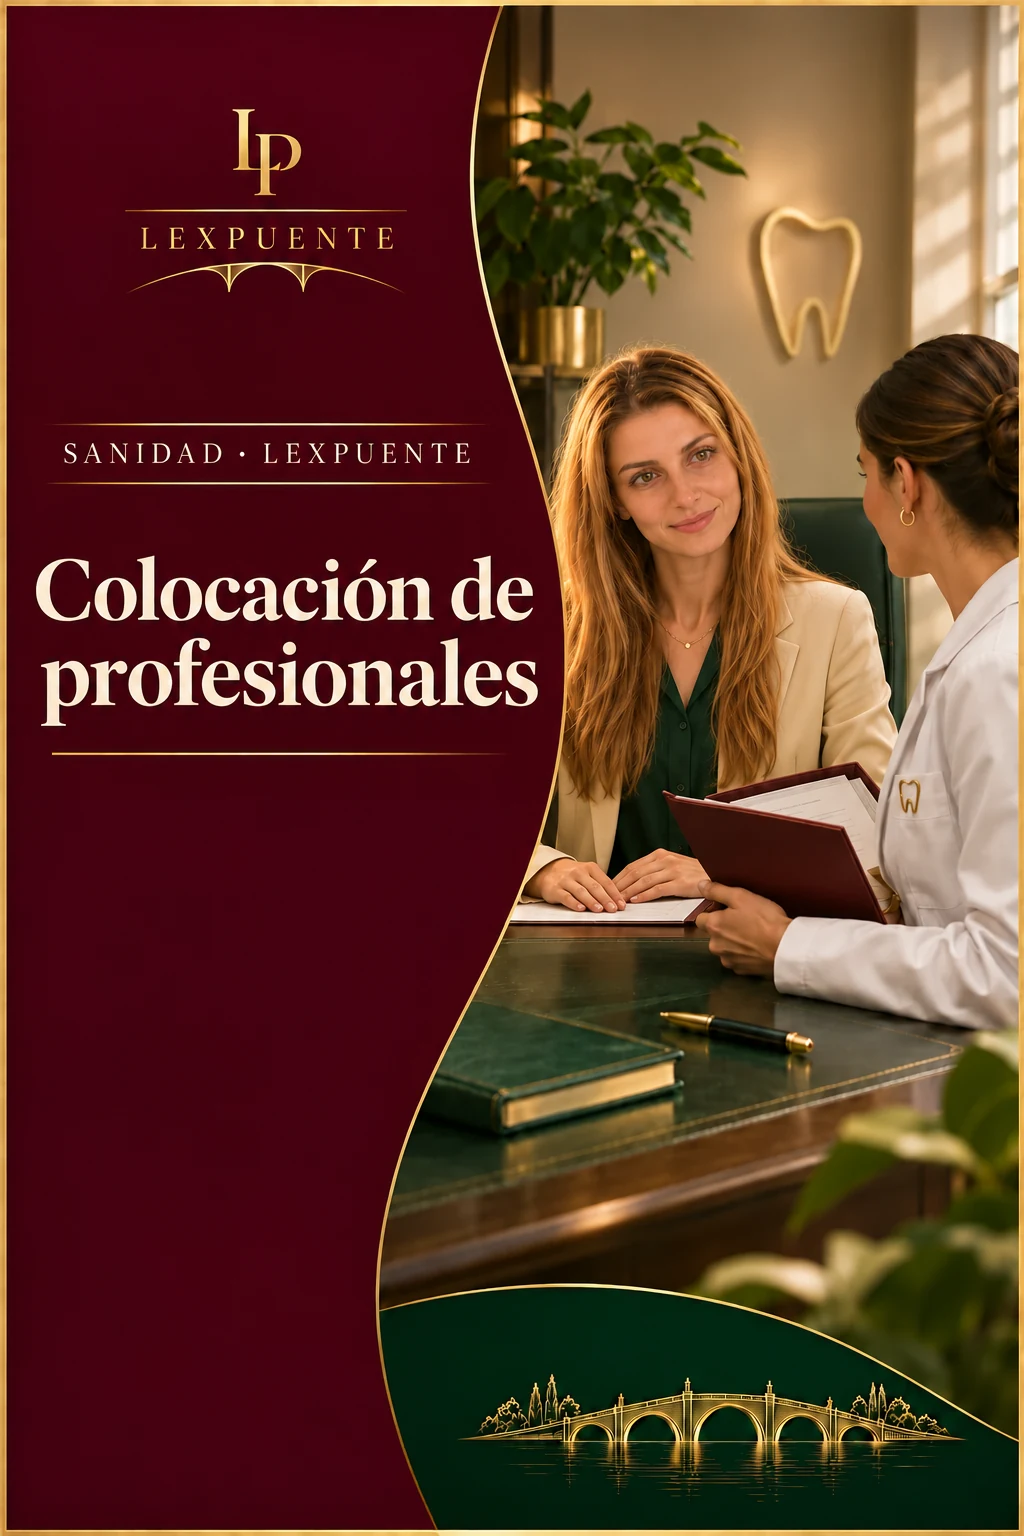 LP
LEXPUENTE
SANIDAD · LEXPUENTE
Colocación de
profesionales